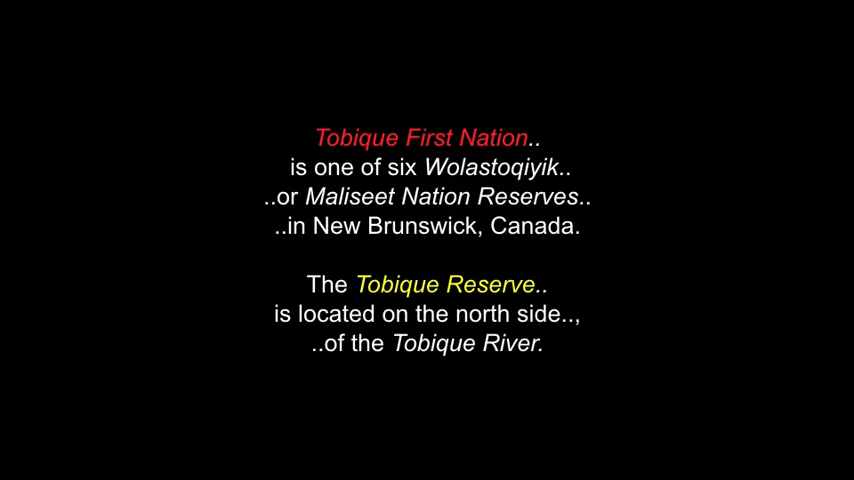 Tobique First Nation..
is one of six Wolastoqiyik..
..or Maliseet Nation Reserves..
..in New Brunswick, Canada.
The Tobique Reserve..
is located on the north side..,
..of the Tobique River.